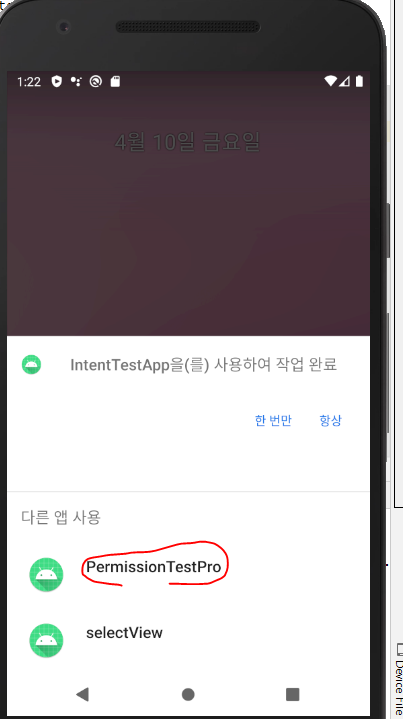 1:22
4월 10일 금요일
IntentTestApp을(를) 사용하여 작업 완료
한 번만 항상
다른 앱 사용
PermissionTestPro
selectView
Device File